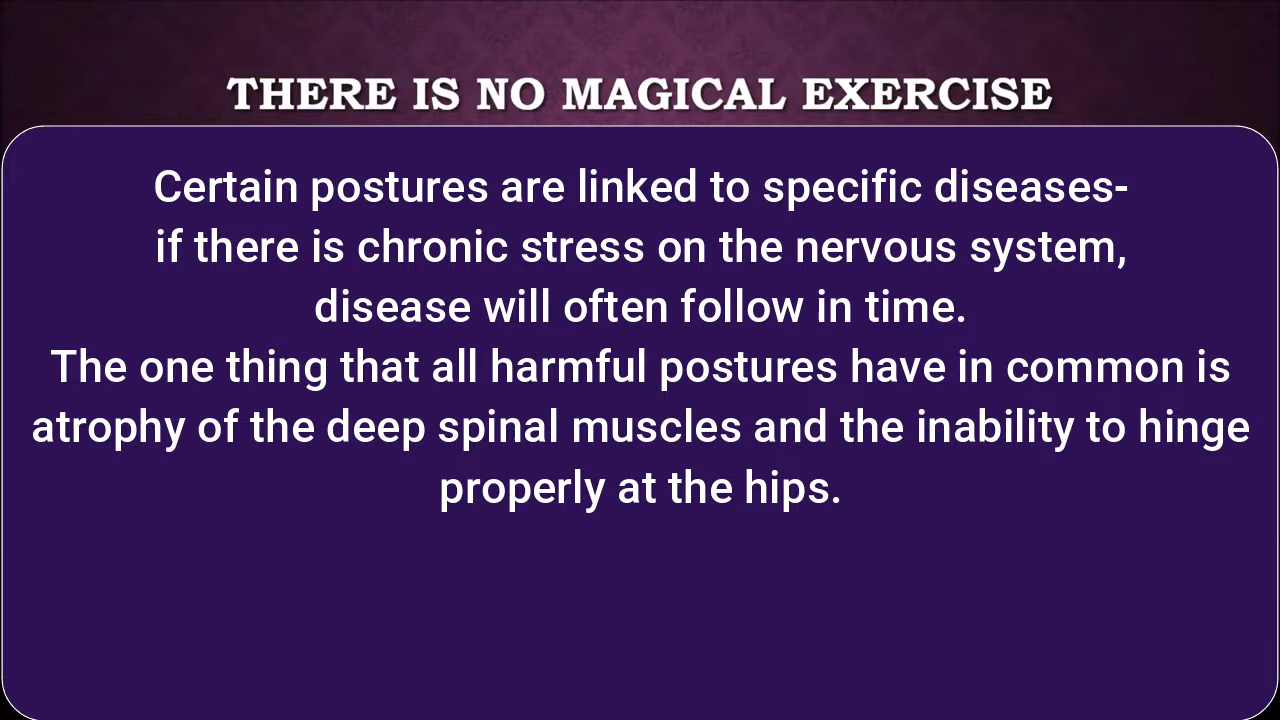 THERE IS NO MAGICAL EXERCISE
Certain postures are linked to specific diseases-
if there is chronic stress on the nervous system,
disease will often follow in time.
The one thing that all harmful postures have in common is
atrophy of the deep spinal muscles and the inability to hinge
properly at the hips.